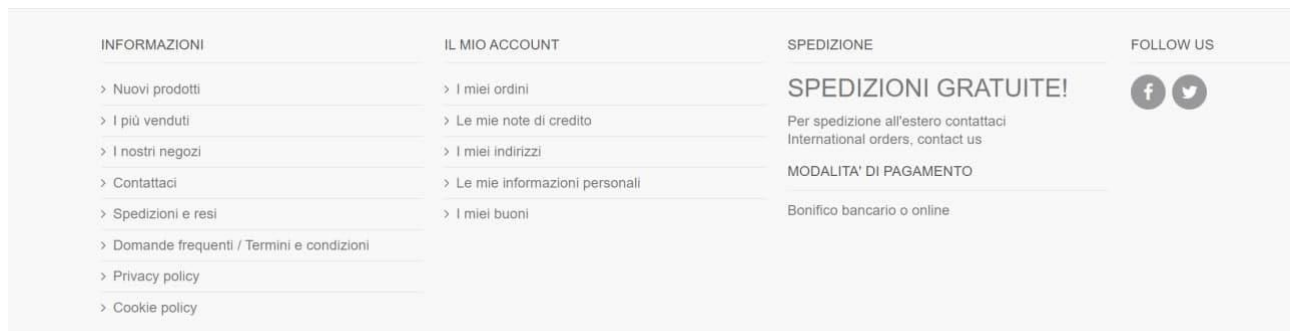 INFORMAZIONI
Nuovi prodotti
I più venduti
I nostri negozi
Contattaci
Spedizioni e resi
Domande frequenti / Termini e condizioni
Privacy policy
Cookie policy
IL MIO ACCOUNT
I miei ordini
Le mie note di credito
I miei indirizzi
Le mie informazioni personali
I miei buoni
SPEDIZIONE
SPEDIZIONI GRATUITE!
Per spedizione all'estero contattaci
International orders, contact us
MODALITA' DI PAGAMENTO
Bonifico bancario o online
FOLLOW US